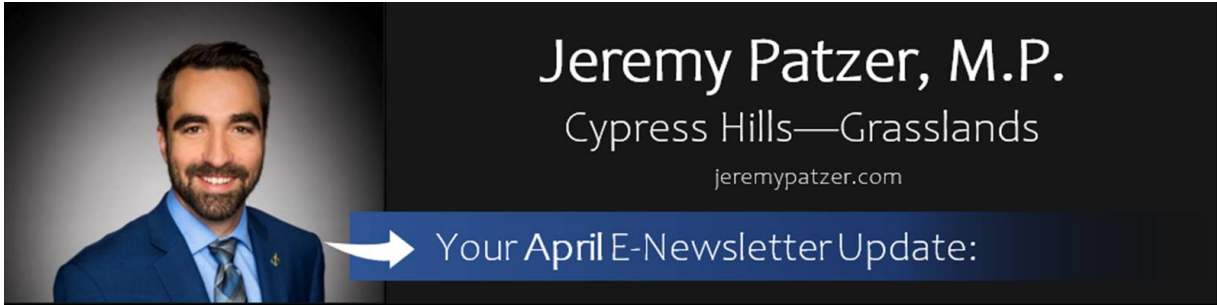 Jeremy Patzer, M.P.
Cypress Hills—Grasslands
jeremypatzer.com
Your April E-Newsletter Update: